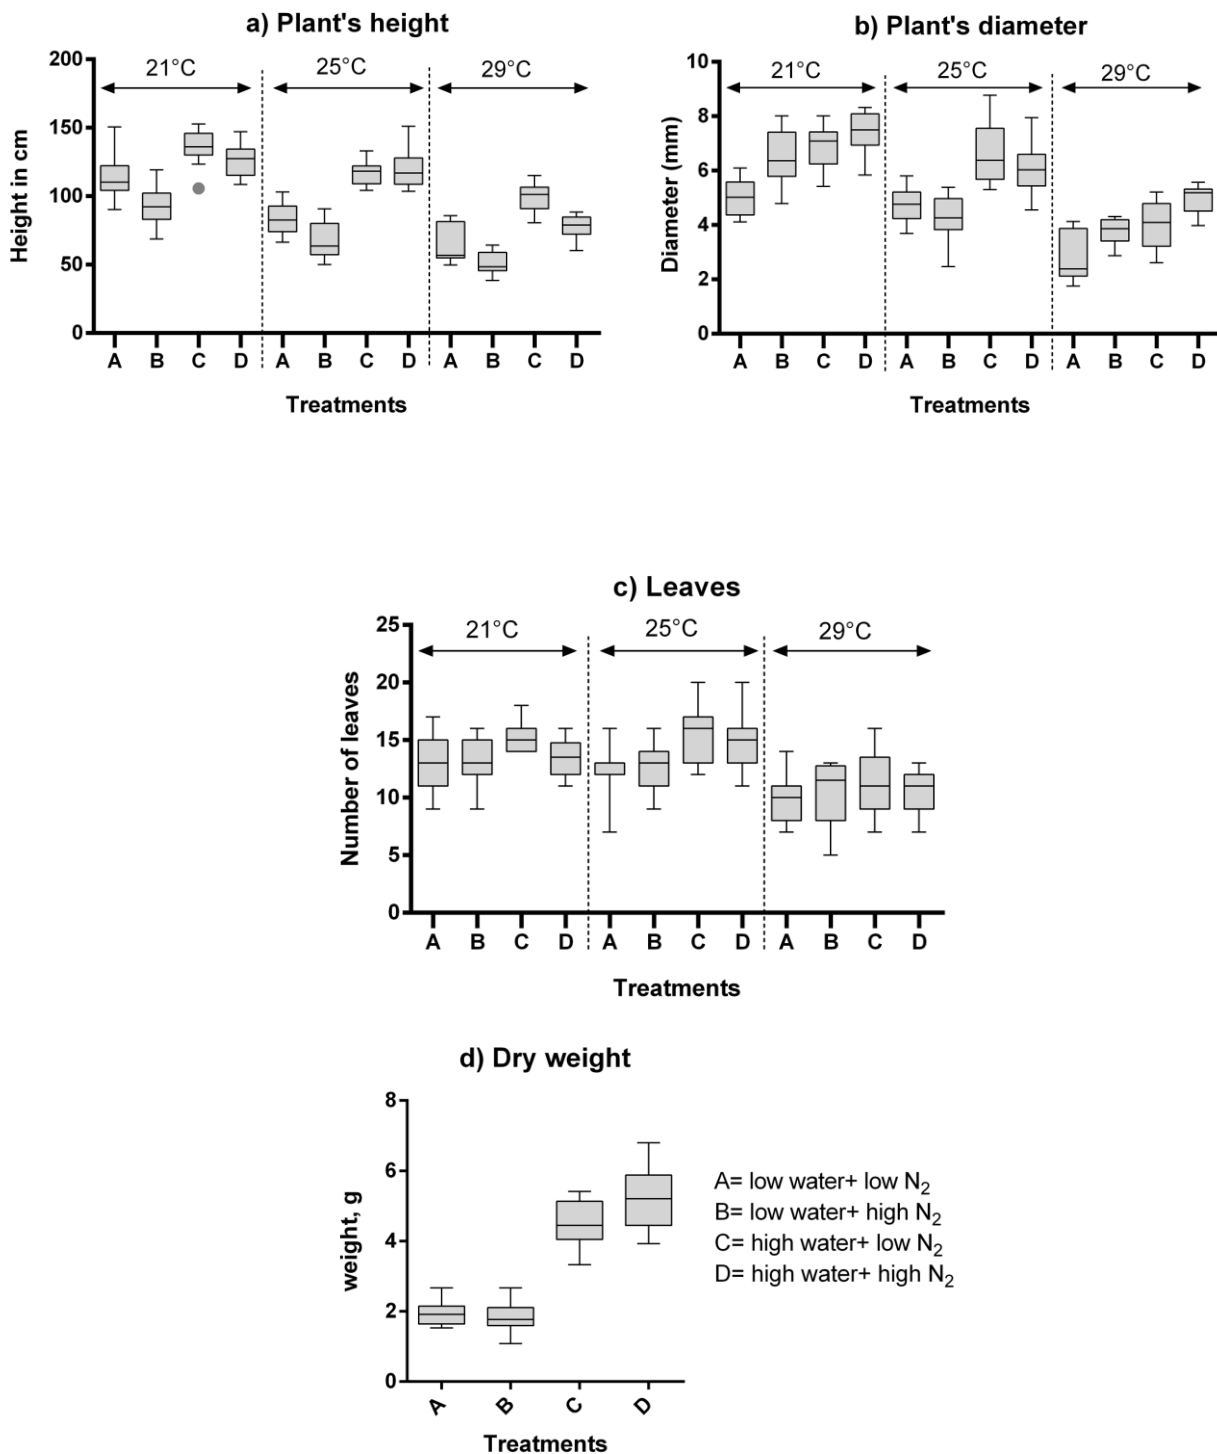 a) Plant's height
21°C 25°C 29°C
Height in cm
200
150
100
50
0
A B C D A B C D A B C D
Treatments
b) Plant's diameter
21°C 25°C 29°C
Diameter (mm)
10
8
6
4
2
0
A B C D A B C D A B C D
Treatments
c) Leaves
21°C 25°C 29°C
Number of leaves
25
20
15
10
5
0
A B C D A B C D A B C D
Treatments
d) Dry weight
weight, g
8
6
4
2
0
A B C D
Treatments
A= low water+ low N₂
B= low water+ high N₂
C= high water+ low N₂
D= high water+ high N₂